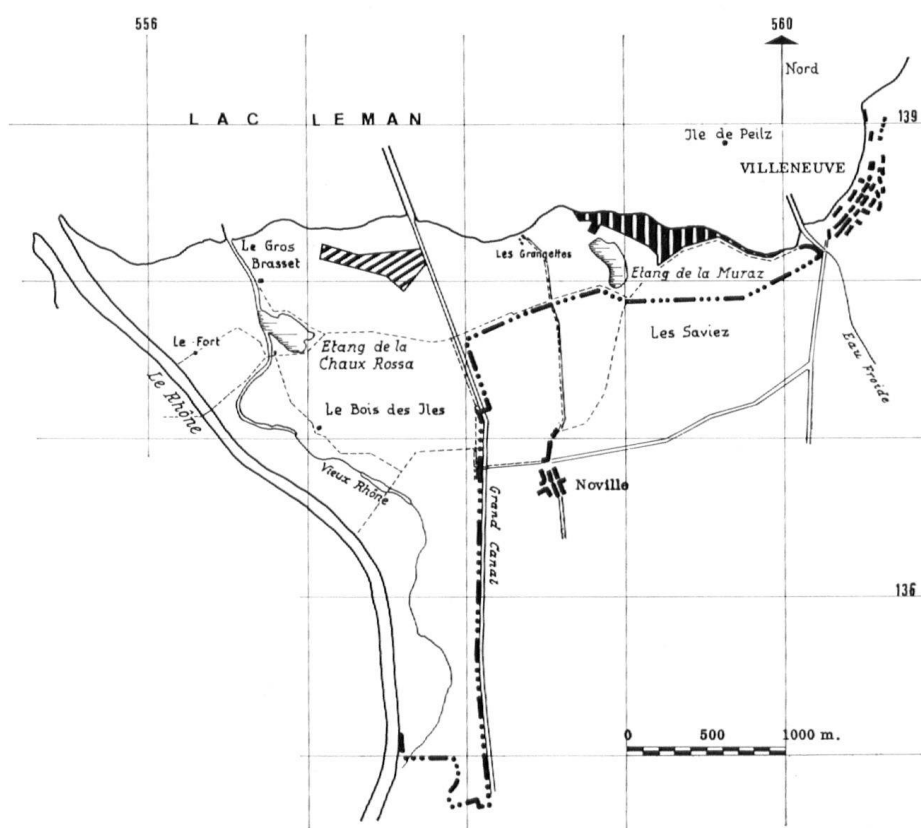 556
560
Nord
LAC LEMAN
139
Ile de Peilz
VILLENEUVE
Le Gros
Brasset
Les Grangettes
Etang de la Muraz
Le Fort
Etang de la
Chaux Rossa
Les Saviez
Eau Froide
Le Rhône
Le Bois des Iles
Vieux Rhône
Grand Canal
Noville
136
0 500 1000 m.